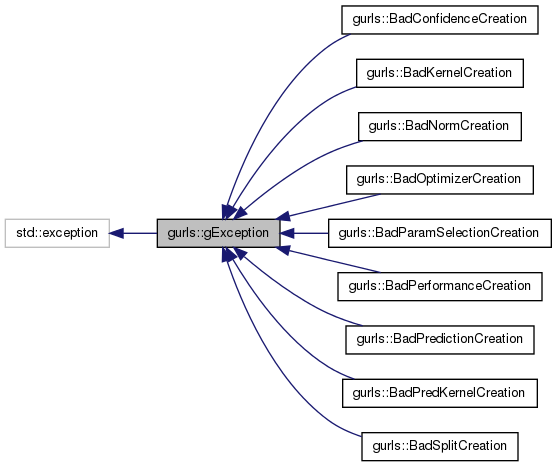 gurls::BadConfidenceCreation
gurls::BadKernelCreation
gurls::BadNormCreation
gurls::BadOptimizerCreation
std::exception
gurls::gException
gurls::BadParamSelectionCreation
gurls::BadPerformanceCreation
gurls::BadPredictionCreation
gurls::BadPredKernelCreation
gurls::BadSplitCreation